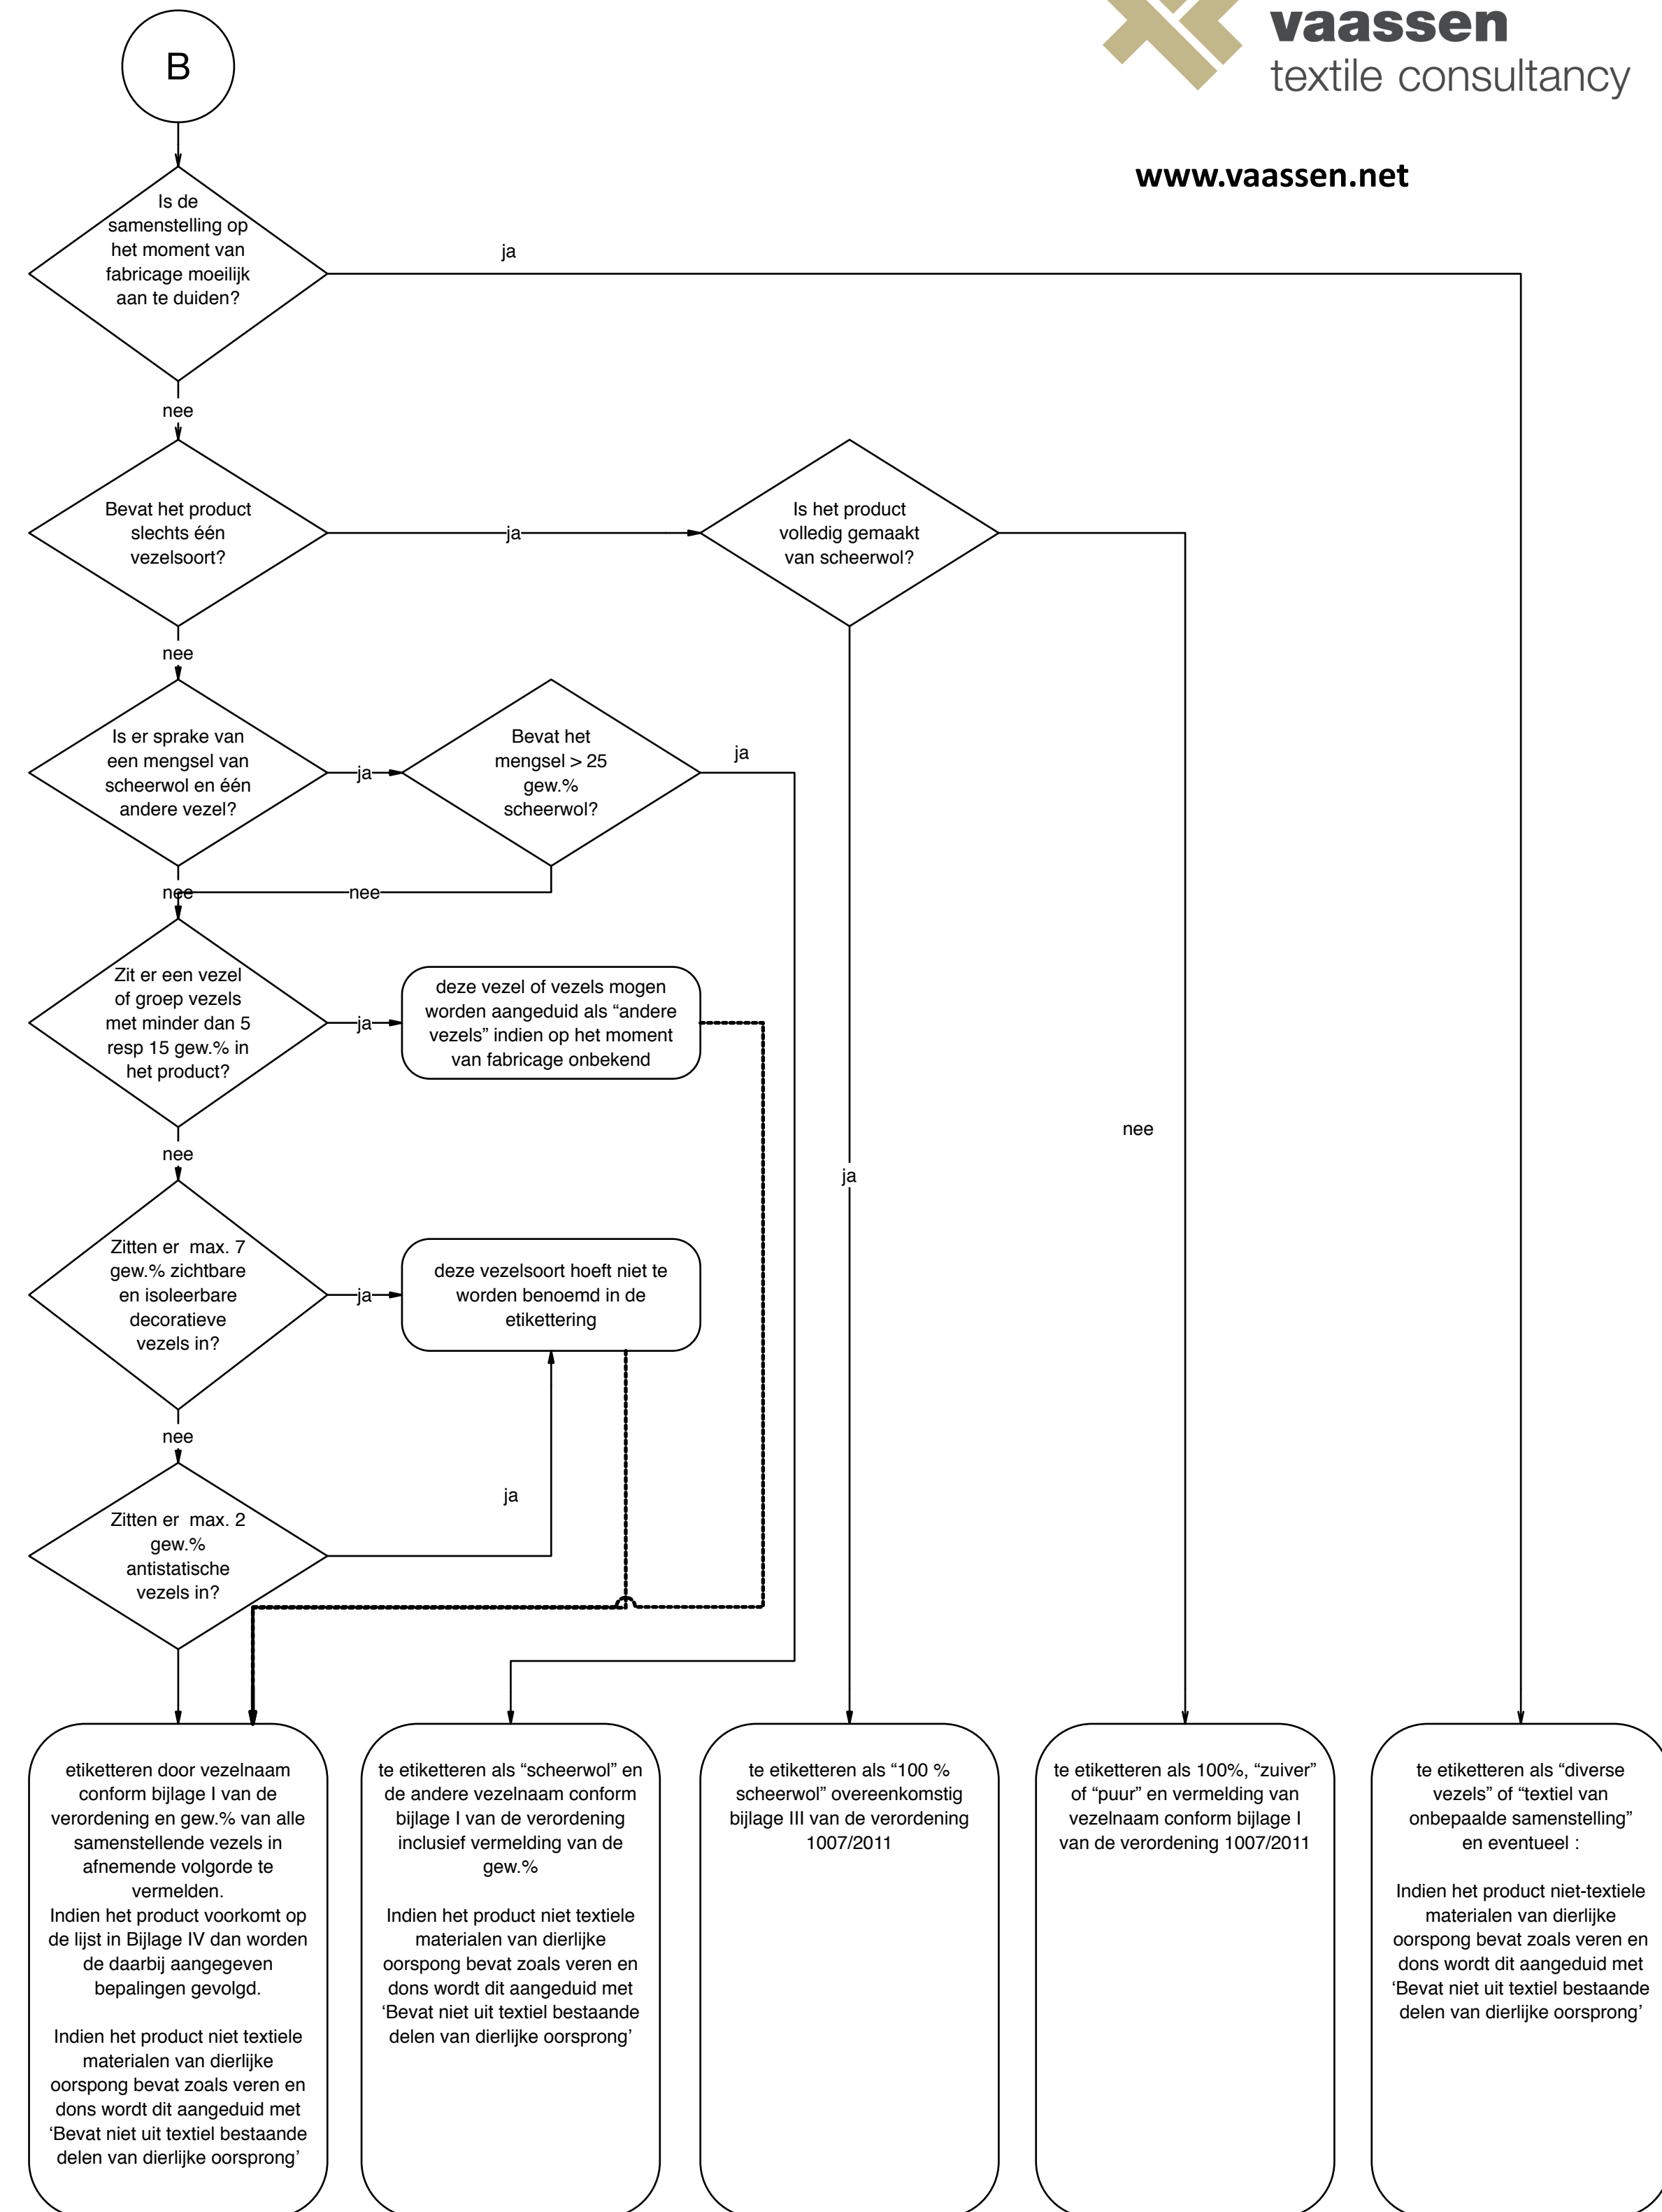 B
vaassen
textile consultancy
www.vaassen.net
Is de
samenstelling op
het moment van
fabricage moeilijk
aan te duiden?
ja
nee
Bevat het product
slechts één
vezelsoort?
ja
Is het product
volledig gemaakt
van scheerwol?
nee
Is er sprake van
een mengsel van
scheerwol en één
andere vezel?
ja
Bevat het
mengsel > 25
gew.%
scheerwol?
ja
nee
nee
Zit er een vezel
of groep vezels
met minder dan 5
resp 15 gew.% in
het product?
ja
deze vezel of vezels mogen
worden aangeduid als “andere
vezels” indien op het moment
van fabricage onbekend
nee
ja
nee
Zitten er  max. 7
gew.% zichtbare
en isoleerbare
decoratieve
vezels in?
ja
deze vezelsoort hoeft niet te
worden benoemd in de
etikettering
nee
ja
Zitten er  max. 2
gew.%
antistatische
vezels in?
etiketteren door vezelnaam
conform bijlage I van de
verordening en gew.% van alle
samenstellende vezels in
afnemende volgorde te
vermelden.
Indien het product voorkomt op
de lijst in Bijlage IV dan worden
de daarbij aangegeven
bepalingen gevolgd.
Indien het product niet textiele
materialen van dierlijke
oorspong bevat zoals veren en
dons wordt dit aangeduid met
‘Bevat niet uit textiel bestaande
delen van dierlijke oorsprong’
te etiketteren als “scheerwol” en
de andere vezelnaam conform
bijlage I van de verordening
inclusief vermelding van de
gew.%
Indien het product niet textiele
materialen van dierlijke
oorspong bevat zoals veren en
dons wordt dit aangeduid met
‘Bevat niet uit textiel bestaande
delen van dierlijke oorsprong’
te etiketteren als “100 %
scheerwol” overeenkomstig
bijlage III van de verordening
1007/2011
te etiketteren als 100%, “zuiver”
of “puur” en vermelding van
vezelnaam conform bijlage I
van de verordening 1007/2011
te etiketteren als “diverse
vezels” of “textiel van
onbepaalde samenstelling”
en eventueel :
Indien het product niet-textiele
materialen van dierlijke
oorspong bevat zoals veren en
dons wordt dit aangeduid met
‘Bevat niet uit textiel bestaande
delen van dierlijke oorsprong’